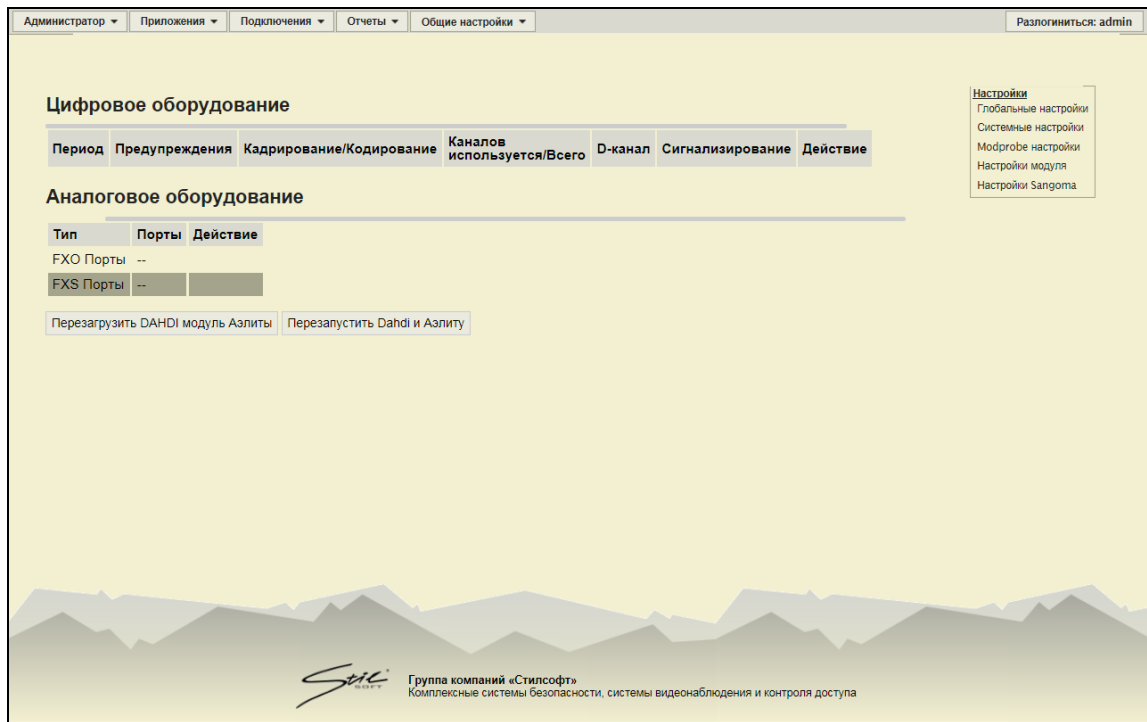 Администратор Приложения Подключения Отчеты Общие настройки Разлогиниться: admin
Цифровое оборудование
Период Предупреждения Кадрирование/Кодирование Каналов используется/Всего D-канал Сигнализирование Действие
Аналоговое оборудование
Тип Порты Действие
FXO Порты --
FXS Порты --
Перезагрузить DAHDI модуль Аэлиты Перезапустить Dahdi и Аэлиту
Настройки
Глобальные настройки
Системные настройки
Modprobe настройки
Настройки модуля
Настройки Sangoma
Stil SOFT
Группа компаний «Стилсофт»
Комплексные системы безопасности, системы видеонаблюдения и контроля доступа